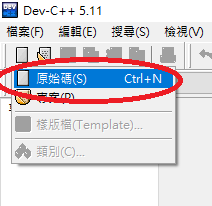 Dev-C++ 5.11
檔案(F) 編輯(E) 搜尋(S) 檢視(V)
原始碼(S) Ctrl+N
專案(P)...
樣版檔(Template)...
類別(C)...